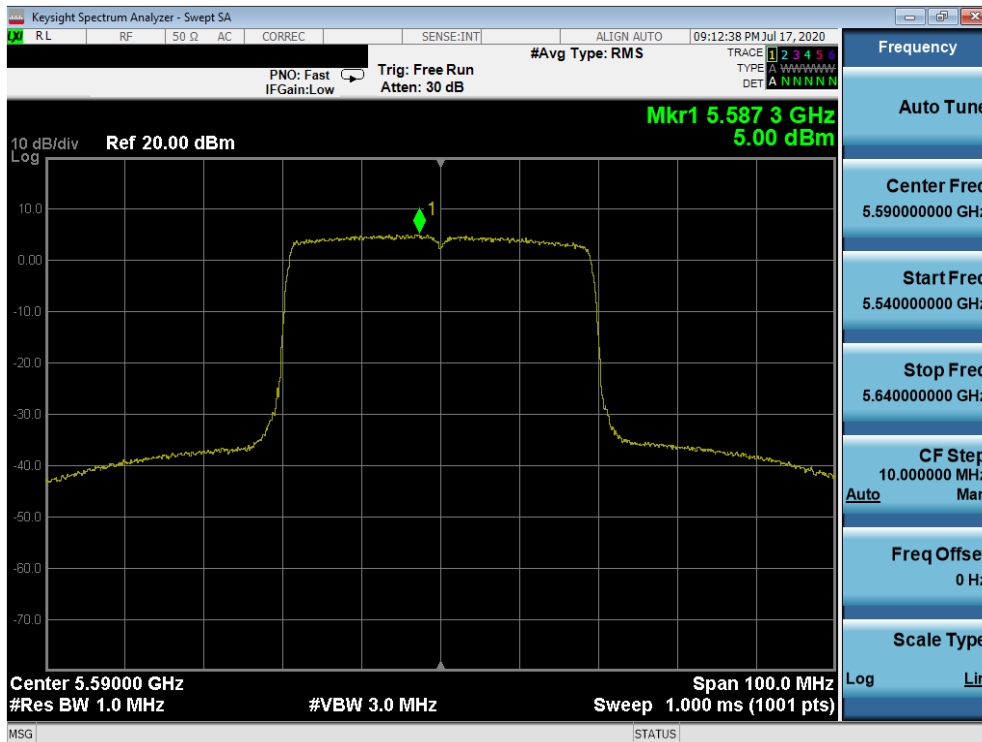 Keysight Spectrum Analyzer - Swept SA
LXI RL RF 50 Ω AC CORREC SENSE:INT ALIGN AUTO 09:12:38 PM Jul 17, 2020
#Avg Type: RMS
TRACE 1 2 3 4 5 6
PNO: Fast Trig: Free Run
TYPE A WWWWW
IFGain:Low Atten: 30 dB
DET A N N N N N
Mkr1 5.587 3 GHz
5.00 dBm
10 dB/div Ref 20.00 dBm
Log
1
10.0
0.00
-10.0
-20.0
-30.0
-40.0
-50.0
-60.0
-70.0
Center 5.59000 GHz Span 100.0 MHz
#Res BW 1.0 MHz #VBW 3.0 MHz Sweep 1.000 ms (1001 pts)
MSG STATUS
Frequency
Auto Tune
Center Freq
5.590000000 GHz
Start Freq
5.540000000 GHz
Stop Freq
5.640000000 GHz
CF Step
10.000000 MHz
Auto Man
Freq Offset
0 Hz
Scale Type
Log Lin